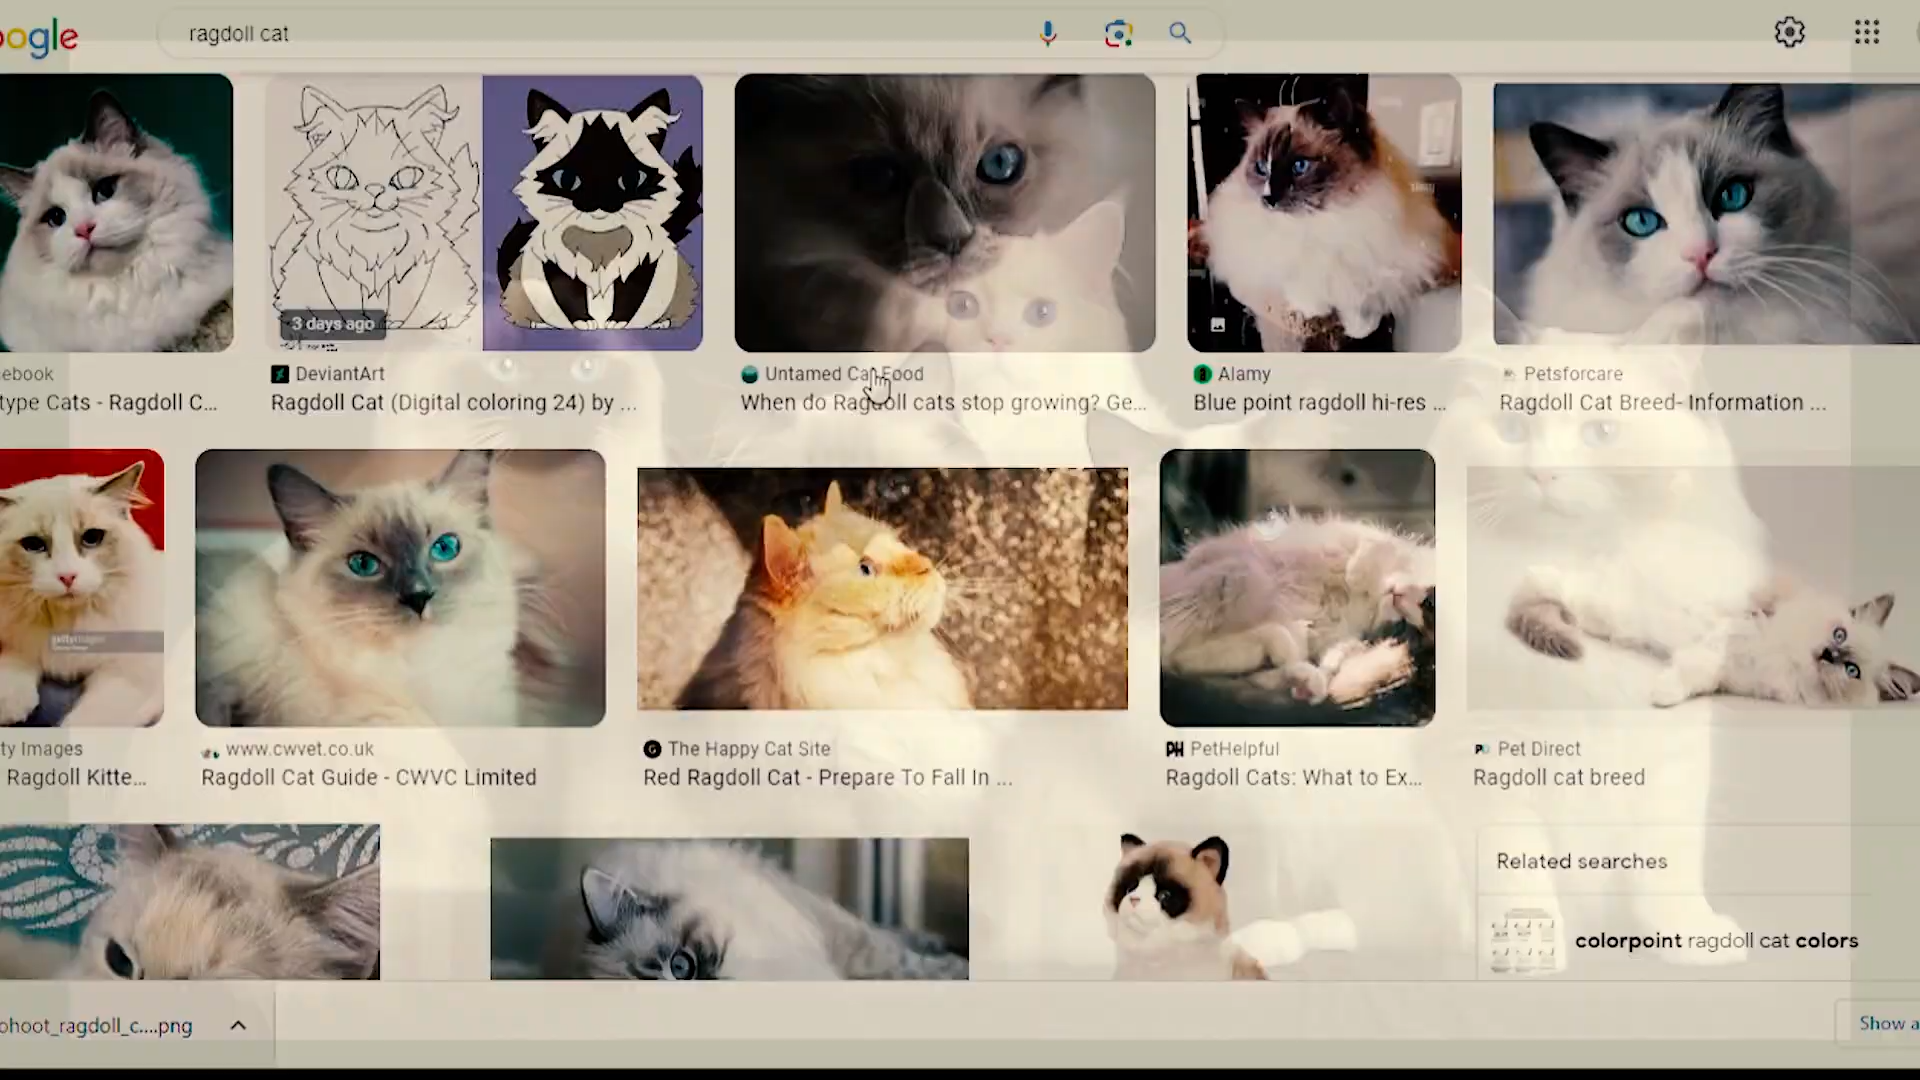 oogle
ragdoll cat
3 days ago
ebook
type Cats - Ragdoll C...
DeviantArt
Ragdoll Cat (Digital coloring 24) by ...
Untamed Cat Food
When do Ragdoll cats stop growing? Ge...
Alamy
Blue point ragdoll hi-res ...
Petsforcare
Ragdoll Cat Breed- Information ...
gettyimages
ty Images
Ragdoll Kitte...
www.cwvet.co.uk
Ragdoll Cat Guide - CWVC Limited
The Happy Cat Site
Red Ragdoll Cat - Prepare To Fall In ...
PH PetHelpful
Ragdoll Cats: What to Ex...
Pet Direct
Ragdoll cat breed
Related searches
colorpoint ragdoll cat colors
ohoot_ragdoll_c....png
Show a